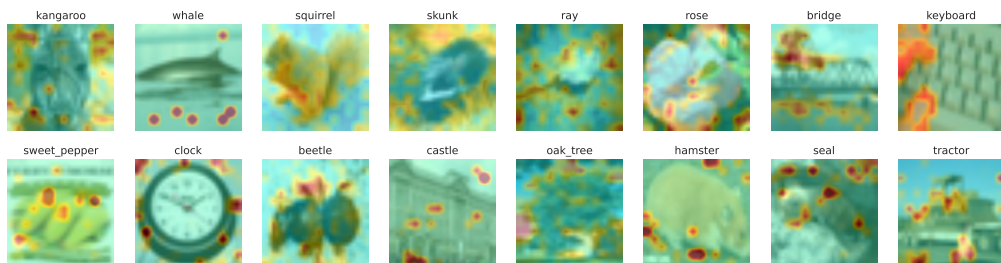 kangaroo
whale
squirrel
skunk
ray
rose
bridge
keyboard
sweet_pepper
clock
beetle
castle
oak_tree
hamster
seal
tractor